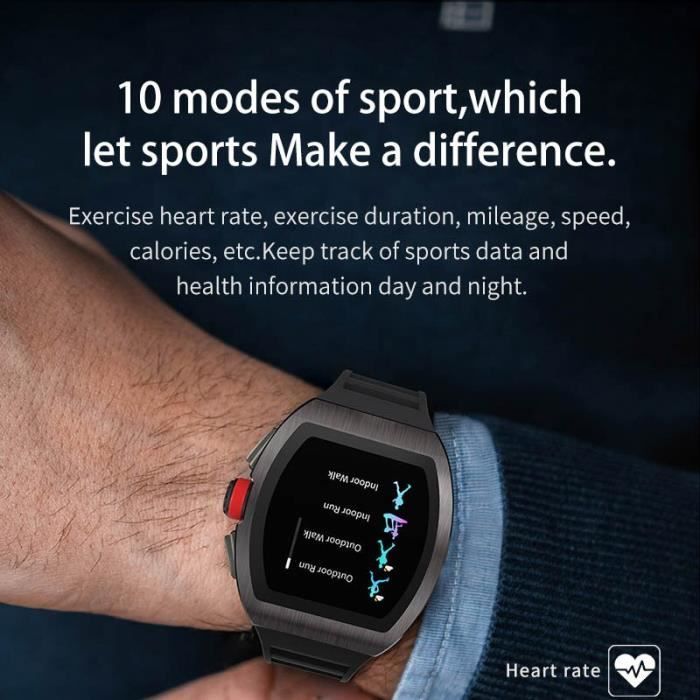 10 modes of sport,which
let sports Make a difference.
Exercise heart rate, exercise duration, mileage, speed,
calories, etc.Keep track of sports data and
health information day and night.
Outdoor Run
Outdoor Walk
Indoor Run
Indoor Walk
Heart rate